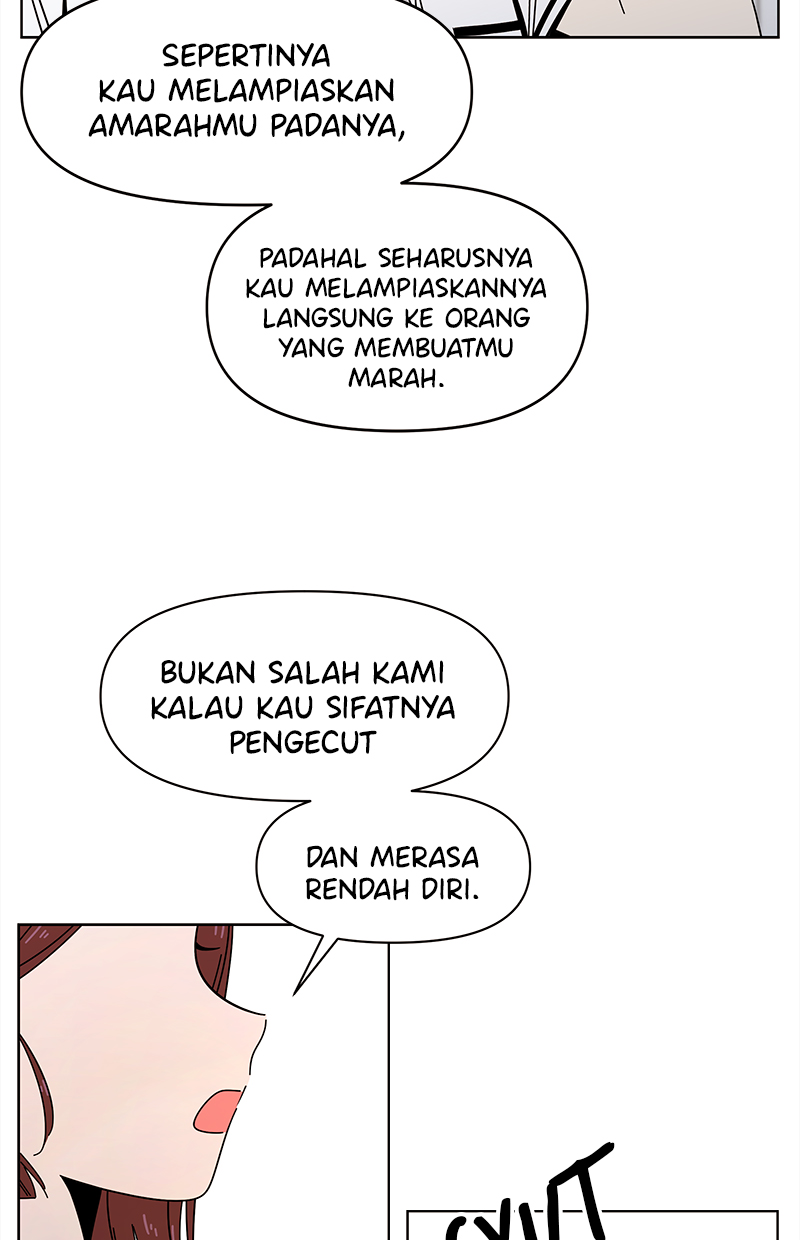 SEPERTINYA
KAU MELAMPIASKAN
AMARAHMU PADANYA,
PADAHAL SEHARUSNYA
KAU MELAMPIASKANNYA
LANGSUNG KE ORANG
YANG MEMBUATMU
MARAH.
BUKAN SALAH KAMI
KALAU KAU SIFATNYA
PENGECUT
DAN MERASA
RENDAH DIRI.